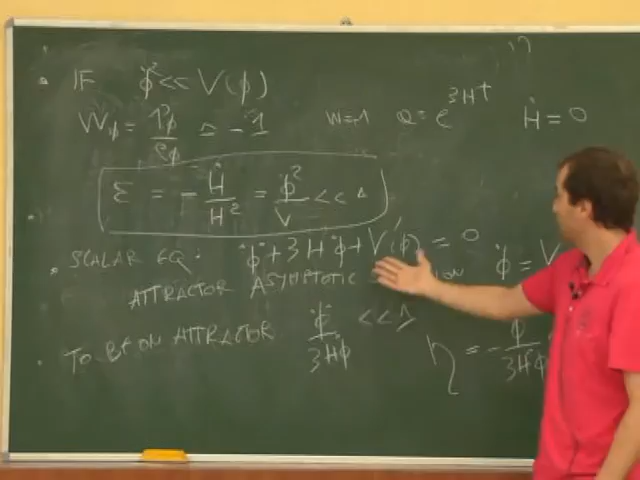 IF φ̇² << V(φ)
W_φ = P_φ/ρ_φ ≃ -1    W=-1    a = e^{3Ht}    Ḣ = 0
ε = - Ḣ/H² = φ̇²/V << 1
SCALAR EQ: φ̈ + 3Hφ̇ + V'(φ) = 0    φ̇ = V
ATTRACTOR ASYMPTOTIC
TO BE ON ATTRACTOR    φ̈/3Hφ̇ << 1    η = - φ̈/3Hφ̇